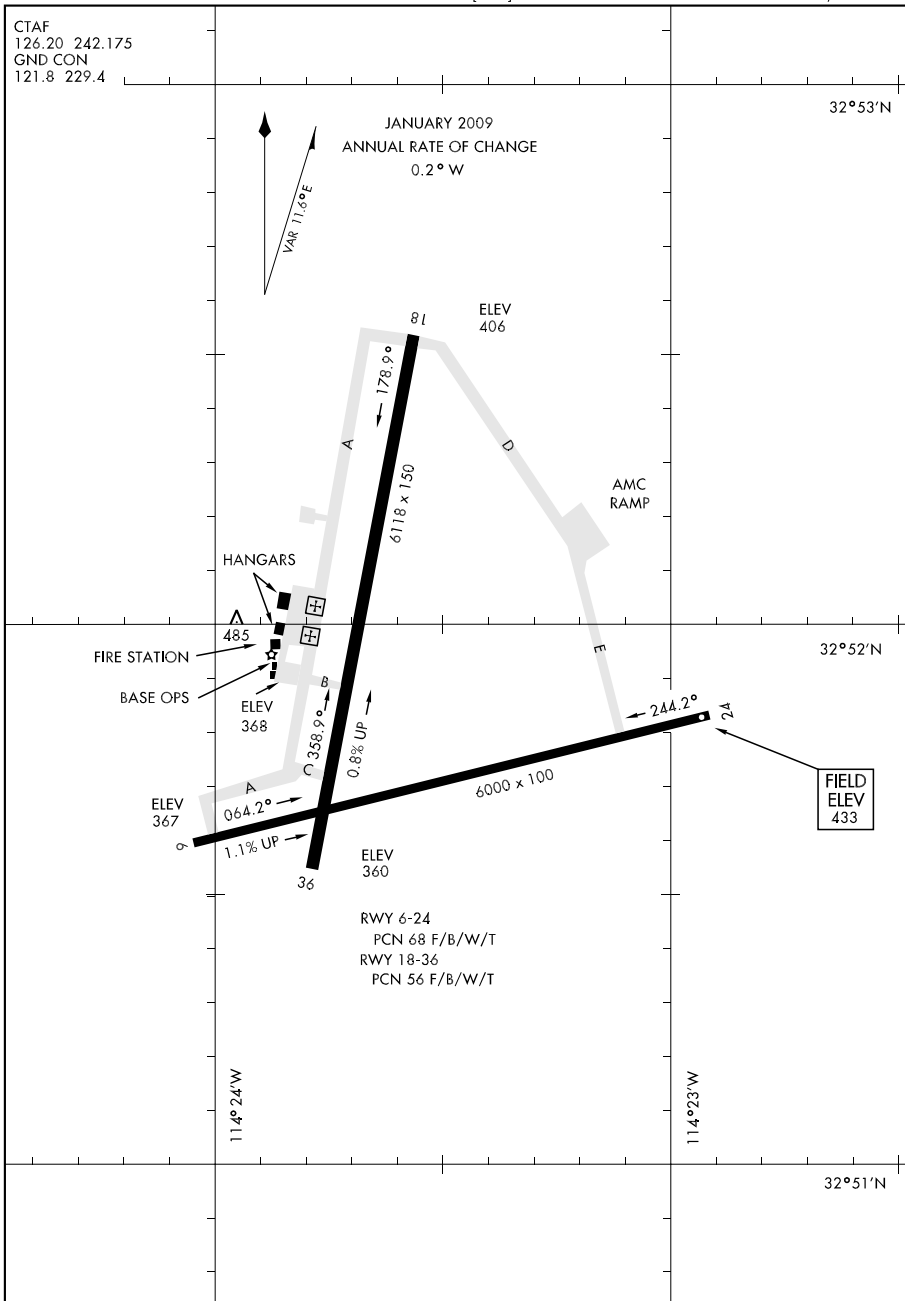 CTAF
126.20 242.175
GND CON
121.8 229.4
32°53'N
JANUARY 2009
ANNUAL RATE OF CHANGE
0.2° W
VAR 11.6°E
18
ELEV
406
178.9°
A
D
6118 x 150
AMC
RAMP
HANGARS
485
32°52'N
FIRE STATION
E
BASE OPS
B
ELEV
368
358.9°
0.8% UP
244.2°
24
C
A
6000 x 100
FIELD
ELEV
433
ELEV
367
064.2°
6
1.1% UP
ELEV
360
36
RWY 6-24
PCN 68 F/B/W/T
RWY 18-36
PCN 56 F/B/W/T
114°24'W
114°23'W
32°51'N